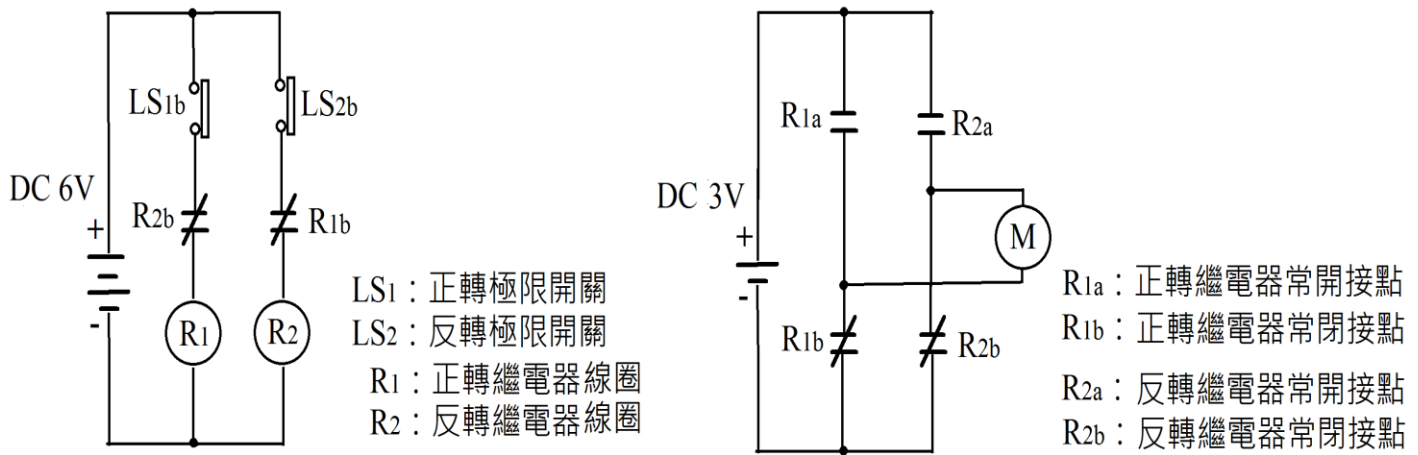 LS1b
LS2b
DC 6V
+
R2b
R1b
-
R1
R2
LS1：正轉極限開關
LS2：反轉極限開關
R1：正轉繼電器線圈
R2：反轉繼電器線圈
R1a
R2a
DC 3V
+
M
-
R1b
R2b
R1a：正轉繼電器常開接點
R1b：正轉繼電器常閉接點
R2a：反轉繼電器常開接點
R2b：反轉繼電器常閉接點